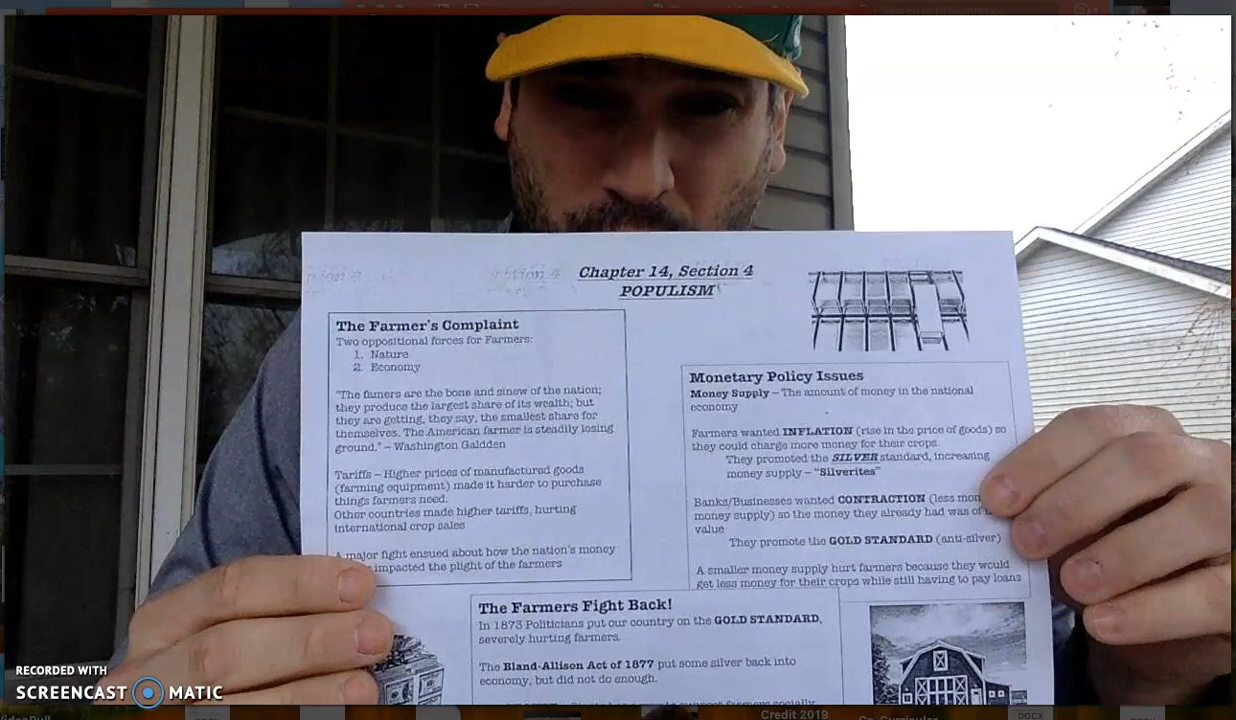 Chapter 14, Section 4
POPULISM
The Farmer's Complaint
Two oppositional forces for Farmers:
1. Nature
2. Economy
"The famers are the bone and sinew of the nation;
they produce the largest share of its wealth; but
they are getting, they say, the smallest share for
themselves. The American farmer is steadily losing
ground." – Washington Galdden
Tariffs – Higher prices of manufactured goods
(farming equipment) made it harder to purchase
things farmers need.
Other countries made higher tariffs, hurting
international crop sales
A major fight ensued about how the nation's money
impacted the plight of the farmers
Monetary Policy Issues
Money Supply – The amount of money in the national
economy
Farmers wanted INFLATION (rise in the price of goods) so
they could charge more money for their crops.
They promoted the SILVER standard, increasing
money supply – "Silverites"
Banks/Businesses wanted CONTRACTION (less
money supply) so the money they already had was of
value
They promote the GOLD STANDARD (anti-silver)
A smaller money supply hurt farmers because they would
get less money for their crops while still having to pay loans
The Farmers Fight Back!
In 1873 Politicians put our country on the GOLD STANDARD,
severely hurting farmers.
The Bland-Allison Act of 1877 put some silver back into
economy, but did not do enough.
RECORDED WITH
SCREENCAST MATIC
Credit 2019
Co-Curricular